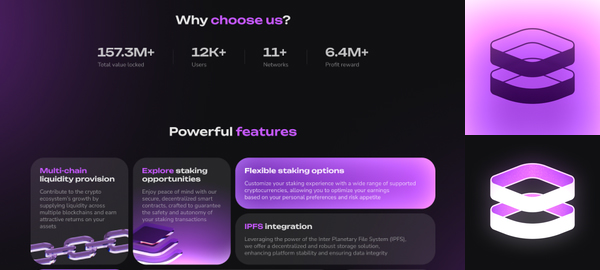 Why choose us?
157.3M+
Total value locked
12K+
Users
11+
Networks
6.4M+
Profit reward
Powerful features
Multi-chain
liquidity provision
Contribute to the crypto
ecosystem's growth by
supplying liquidity across
multiple blockchains and earn
attractive returns on your
assets
Explore staking
opportunities
Enjoy peace of mind with our
secure, decentralized smart
contracts, crafted to guarantee
the safety and autonomy of
your staking transactions
Flexible staking options
Customize your staking experience with a wide range of supported
cryptocurrencies, allowing you to optimize your earnings
based on your personal preferences and risk appetite
IPFS integration
Leveraging the power of the Inter Planetary File System (IPFS),
we offer a decentralized and robust storage solution,
enhancing platform stability and ensuring data integrity